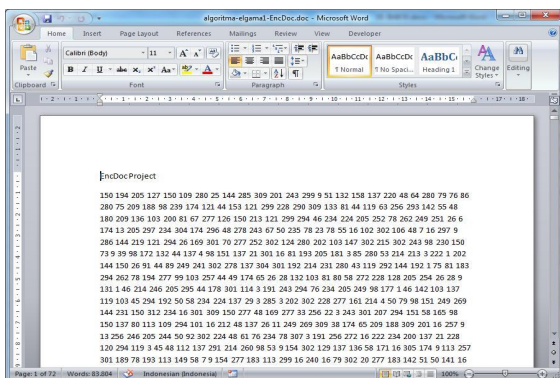 algoritma-elgamal-EncDoc.doc - Microsoft Word
Home Insert Page Layout References Mailings Review View Developer
Calibri (Body) 11
AaBbCcDc AaBbCcDc AaBbCc
Paste
B I U abc
¶ Normal ¶ No Spaci... Heading 1 Change Styles Editing
Clipboard Font Paragraph Styles
EncDocProject
150 194 205 127 150 109 280 25 144 285 309 201 243 299 9 51 132 158 137 220 48 64 280 79 76 86
280 75 209 188 98 239 174 121 44 153 121 299 228 290 309 133 81 44 119 63 256 293 142 55 48
180 209 136 103 200 81 67 277 126 150 213 121 299 294 46 234 224 205 252 78 262 249 251 26 6
174 13 205 297 234 304 174 296 48 278 243 67 50 235 78 23 78 55 16 102 302 106 48 7 16 297 9
286 144 219 121 294 26 169 301 70 277 252 302 124 280 202 103 147 302 215 302 243 98 230 150
73 9 39 98 172 132 44 137 4 98 151 137 21 301 16 81 193 205 181 3 85 280 53 214 213 3 222 1 202
144 150 26 91 44 89 249 241 302 278 137 304 301 192 214 231 280 43 119 292 144 192 1 75 81 183
294 262 78 194 277 99 103 257 44 49 174 65 26 28 132 103 81 80 58 272 228 128 205 254 26 28 9
131 1 46 214 246 205 295 44 178 301 114 3 191 243 294 76 234 205 249 98 177 1 46 142 103 137
119 103 45 294 192 50 58 234 224 137 29 3 285 3 202 302 228 277 161 214 4 50 79 98 151 249 269
144 231 150 312 234 16 301 309 150 277 48 169 277 33 256 22 3 243 301 207 294 151 58 165 98
150 137 80 113 109 294 101 16 212 48 137 26 11 249 269 309 38 174 65 209 188 309 201 16 257 9
13 256 246 205 244 50 92 302 224 48 61 76 234 78 307 3 191 256 272 16 222 234 200 137 21 228
120 294 119 3 45 48 112 137 291 214 260 98 53 9 154 302 129 137 136 58 171 16 305 174 9 113 257
301 189 78 193 113 149 58 7 9 154 277 183 113 299 16 240 16 79 302 20 277 183 142 51 50 141 16
Page: 1 of 72 Words: 83.804 Indonesian (Indonesia) 100%